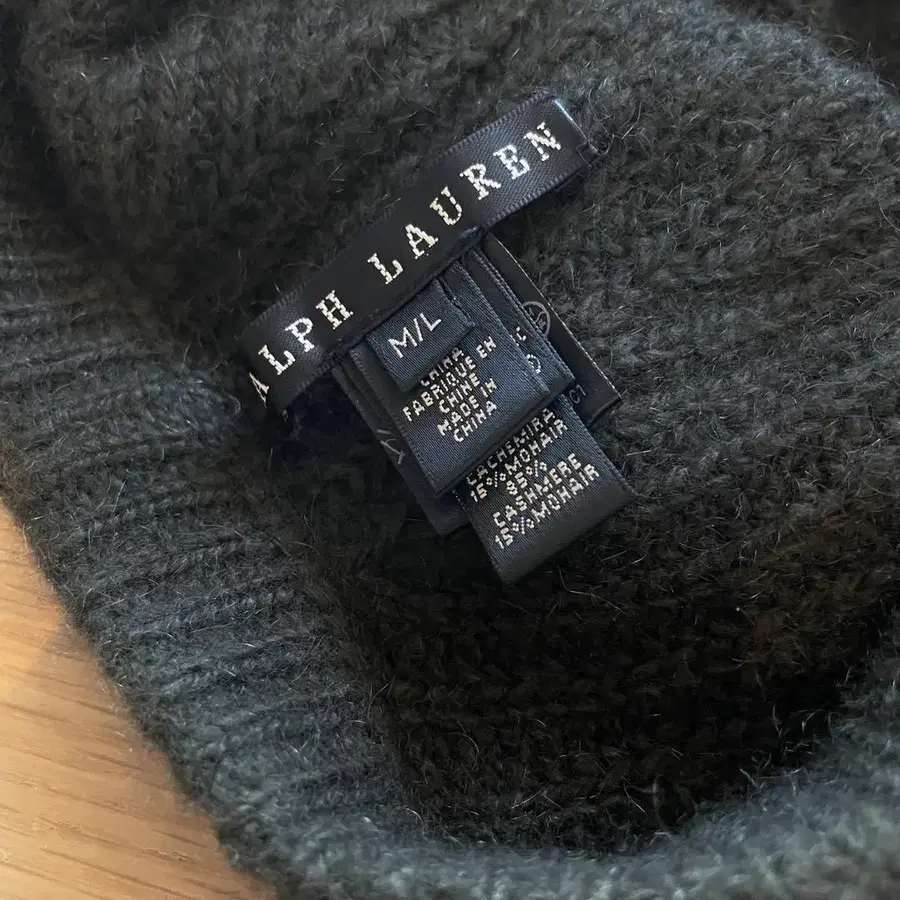 ALPH LAUREN
M/L
CHINA
FABRIQUE EN
CHINE
MADE IN
CHINA
CACHEMIRA
15%MOHAIR
85%
CASHMERE
15%MOHAIR